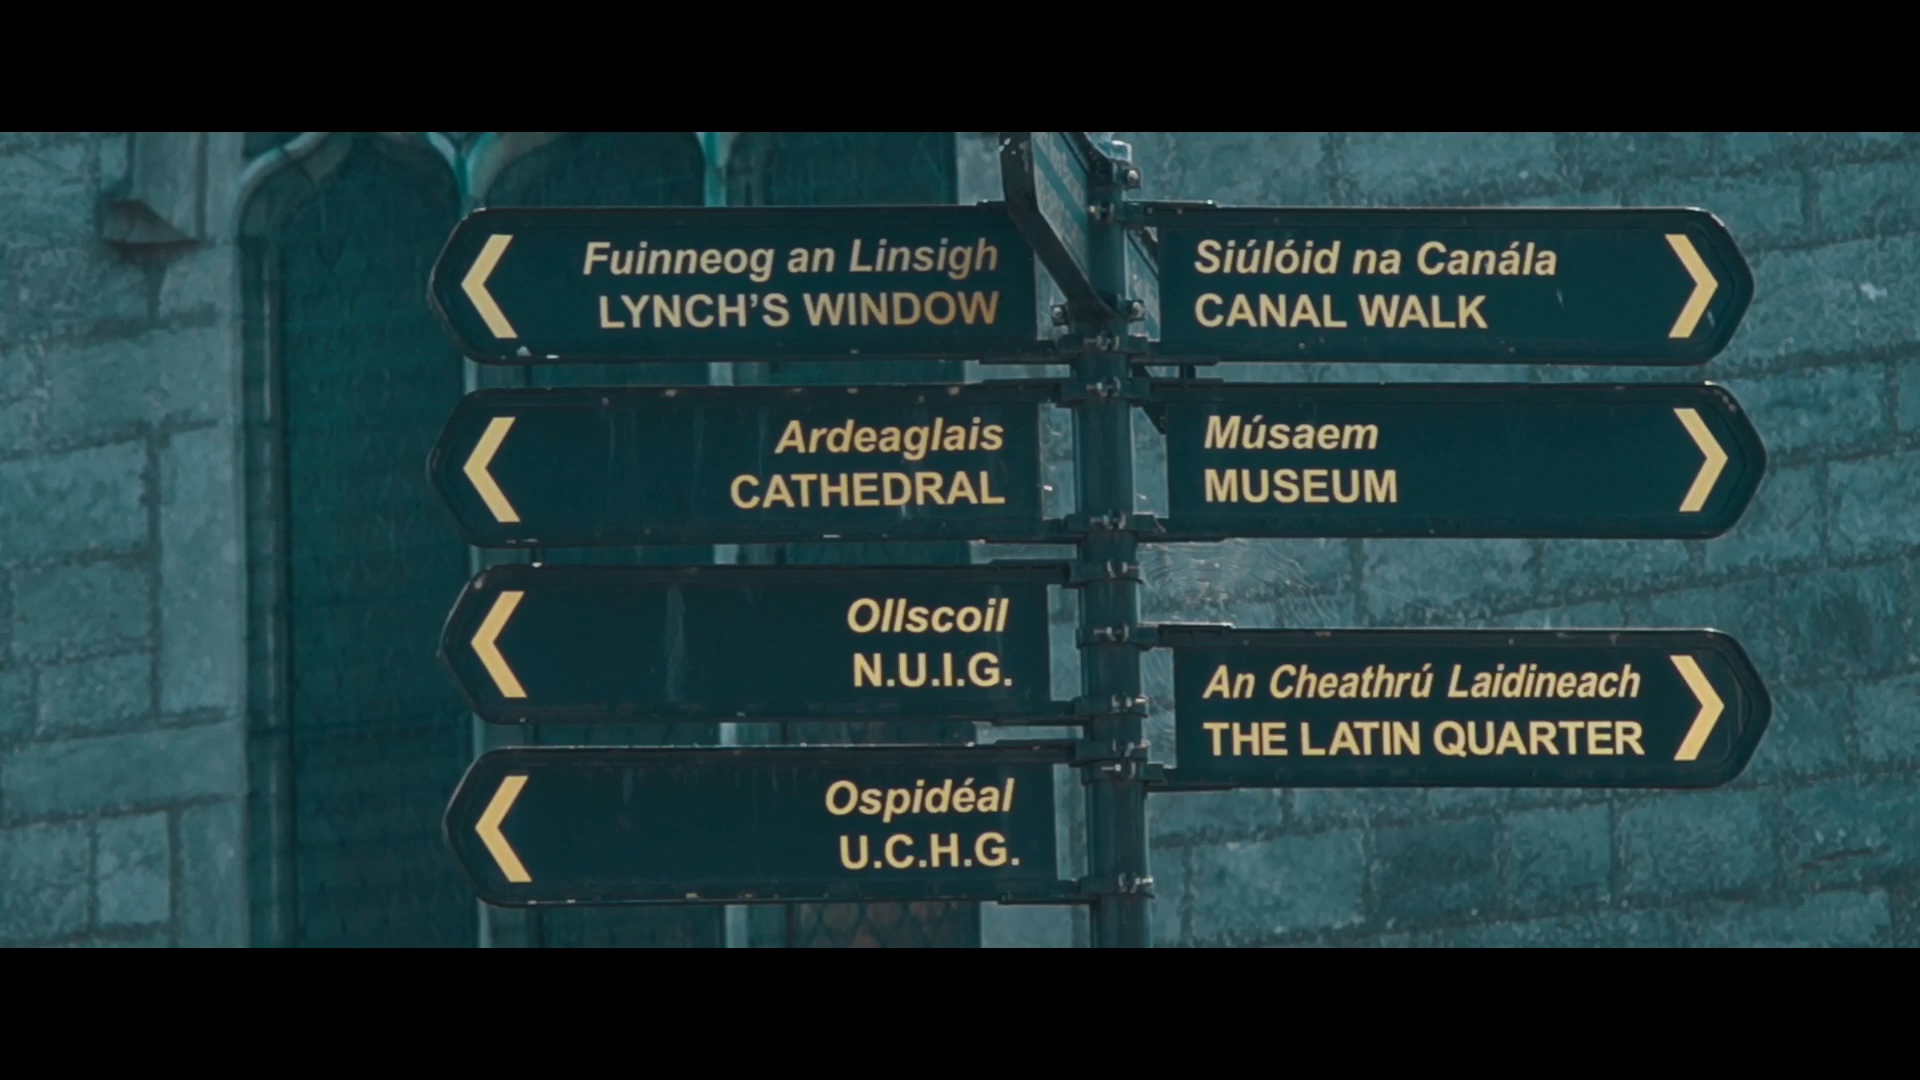 Fuinneog an Linsigh
LYNCH'S WINDOW
Ardeaglais
CATHEDRAL
Ollscoil
N.U.I.G.
Ospidéal
U.C.H.G.
Siúlóid na Canála
CANAL WALK
Músaem
MUSEUM
An Cheathrú Laidineach
THE LATIN QUARTER